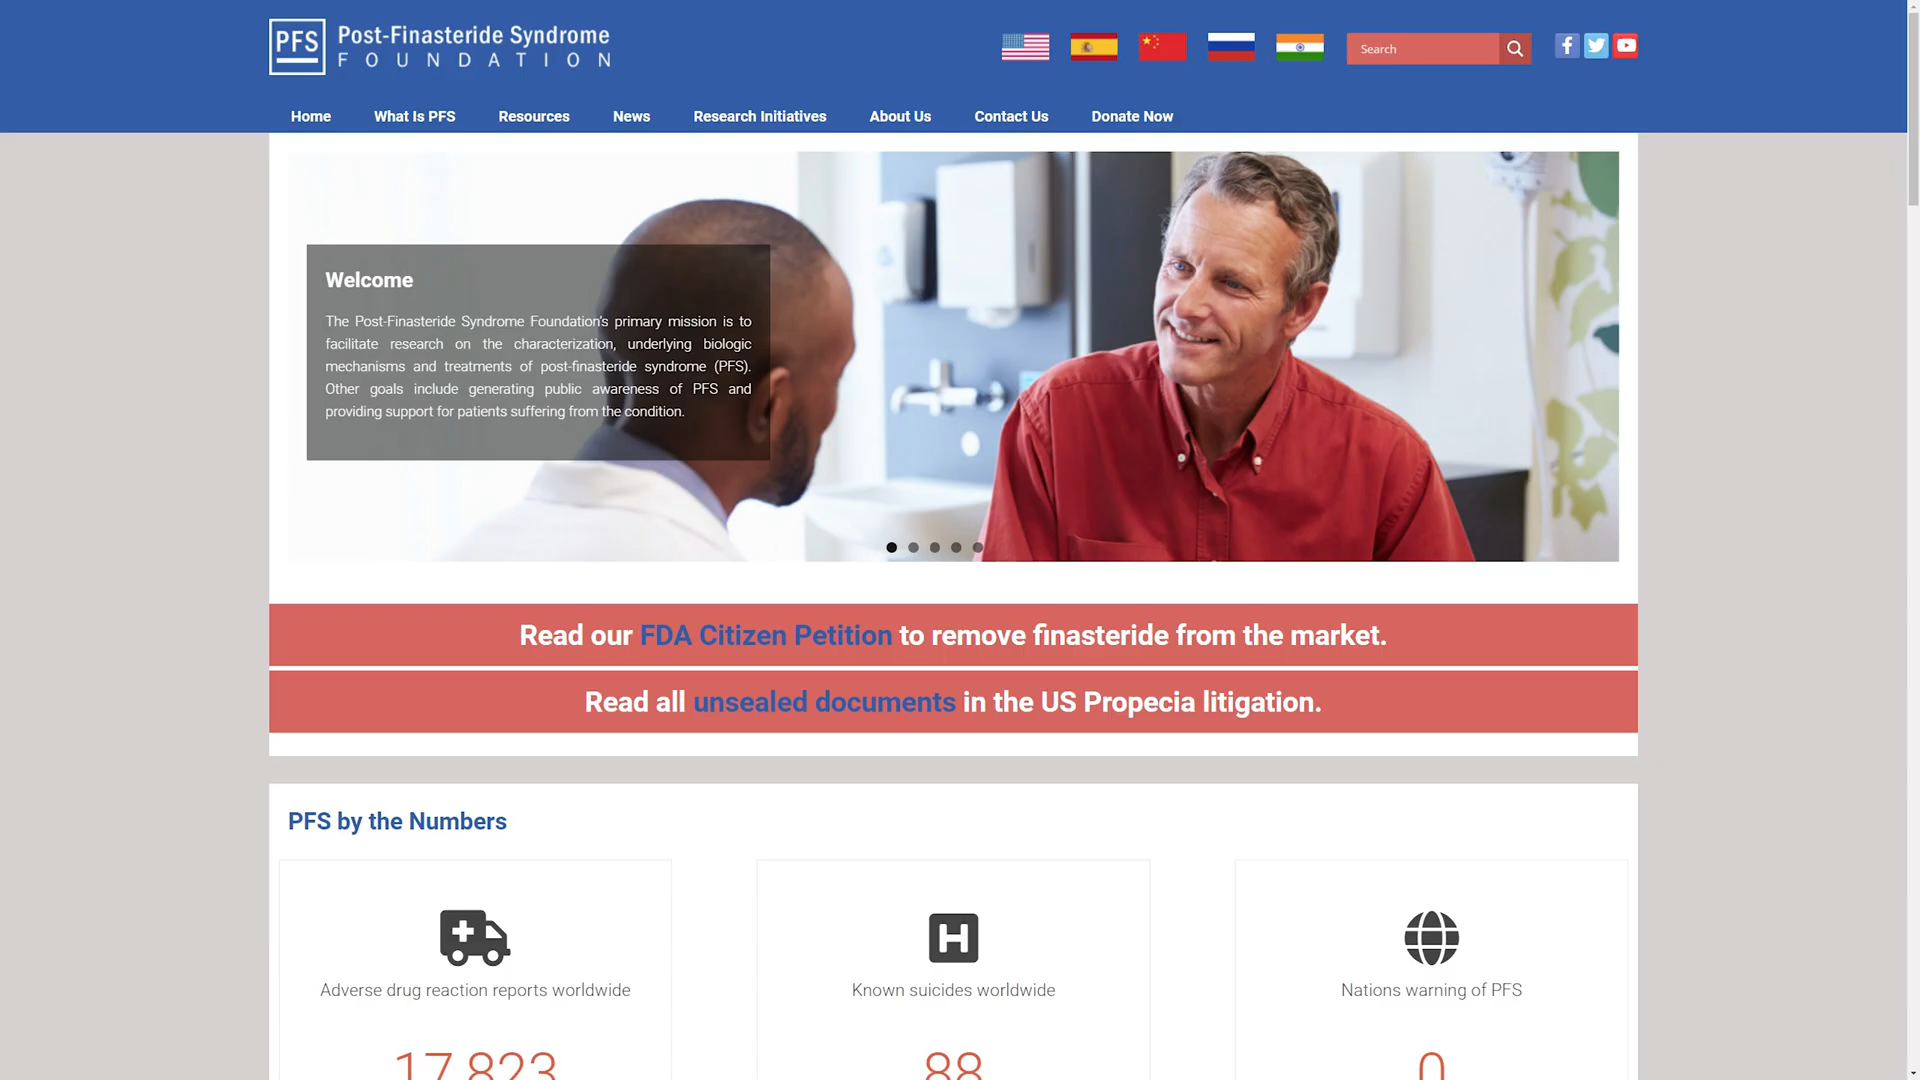 PFS
Post-Finasteride Syndrome
FOUNDATION
Search
Home What Is PFS Resources News Research Initiatives About Us Contact Us Donate Now
Welcome
The Post-Finasteride Syndrome Foundation's primary mission is to
facilitate research on the characterization, underlying biologic
mechanisms and treatments of post-finasteride syndrome (PFS).
Other goals include generating public awareness of PFS and
providing support for patients suffering from the condition.
Read our FDA Citizen Petition to remove finasteride from the market.
Read all unsealed documents in the US Propecia litigation.
PFS by the Numbers
H
Adverse drug reaction reports worldwide
Known suicides worldwide
Nations warning of PFS
17,823
88
0